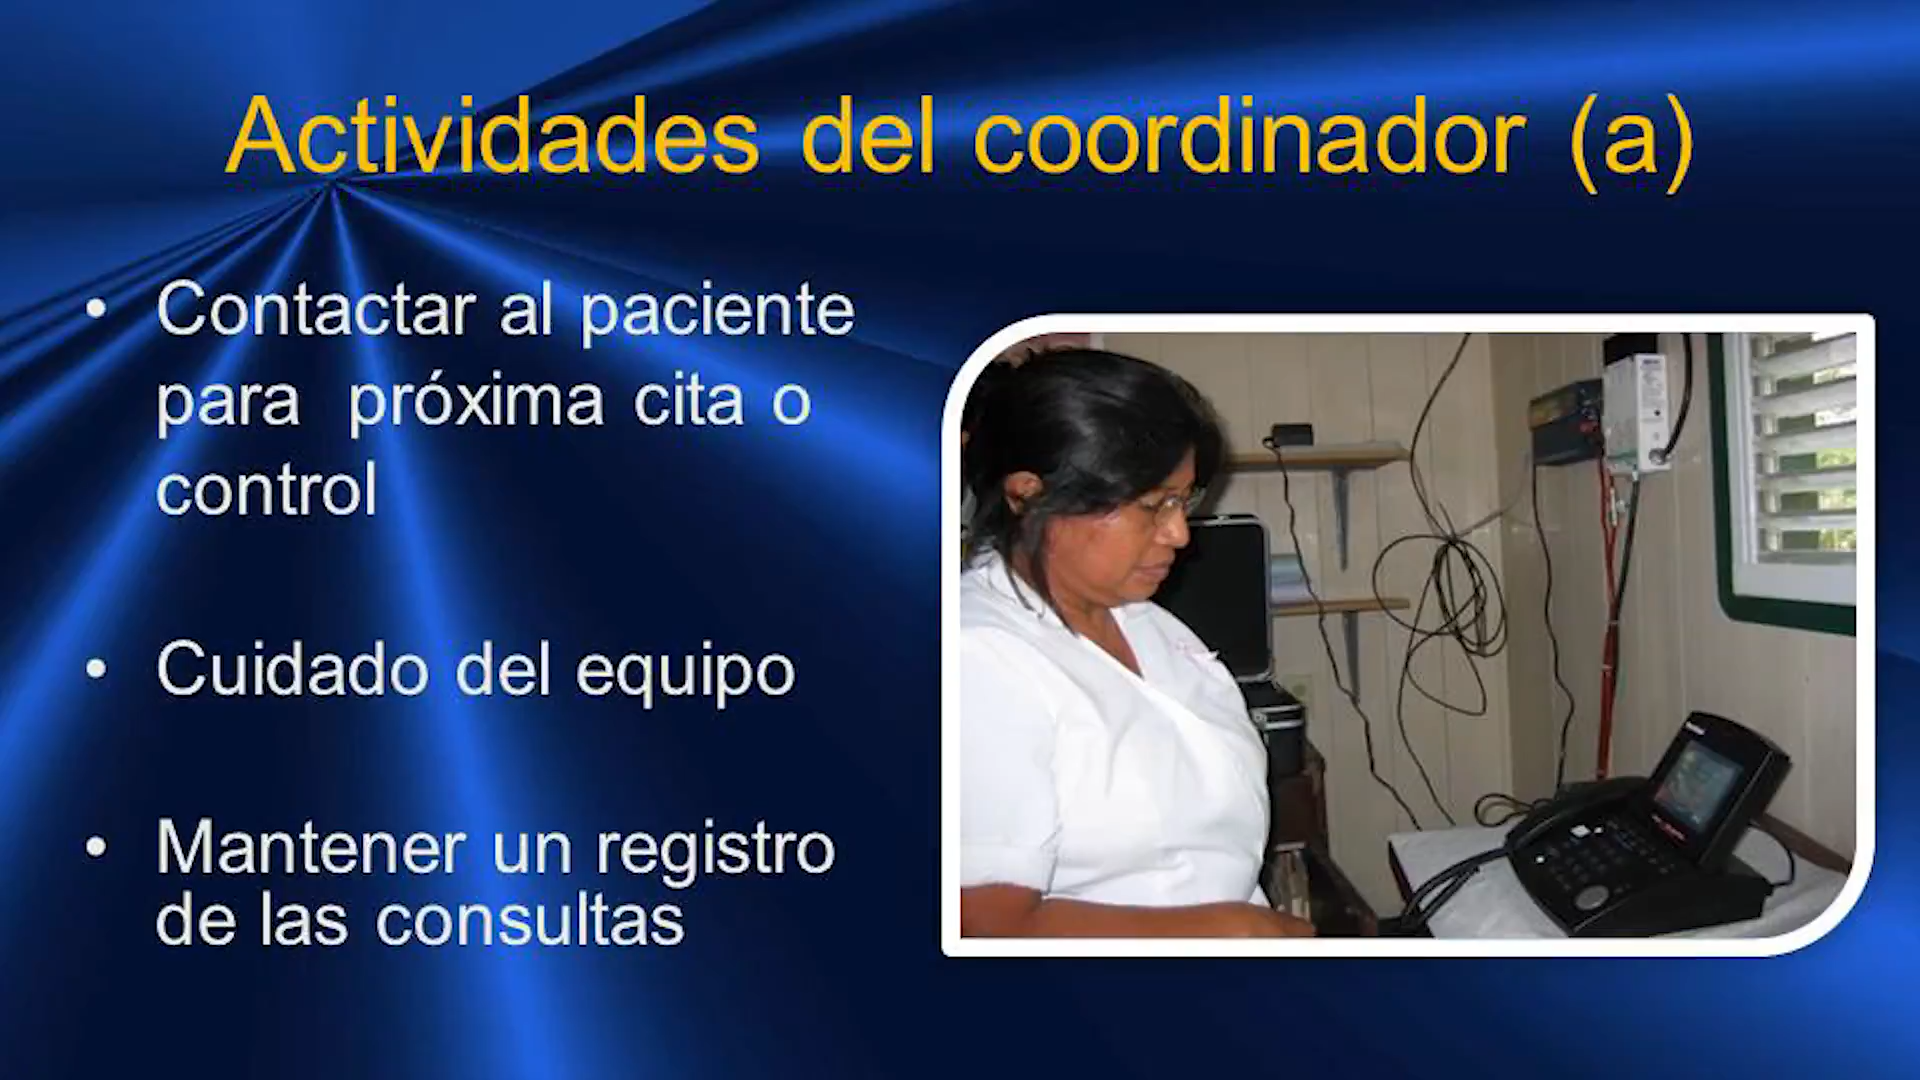 Actividades del coordinador (a)
• Contactar al paciente
para próxima cita o
control
• Cuidado del equipo
• Mantener un registro
de las consultas